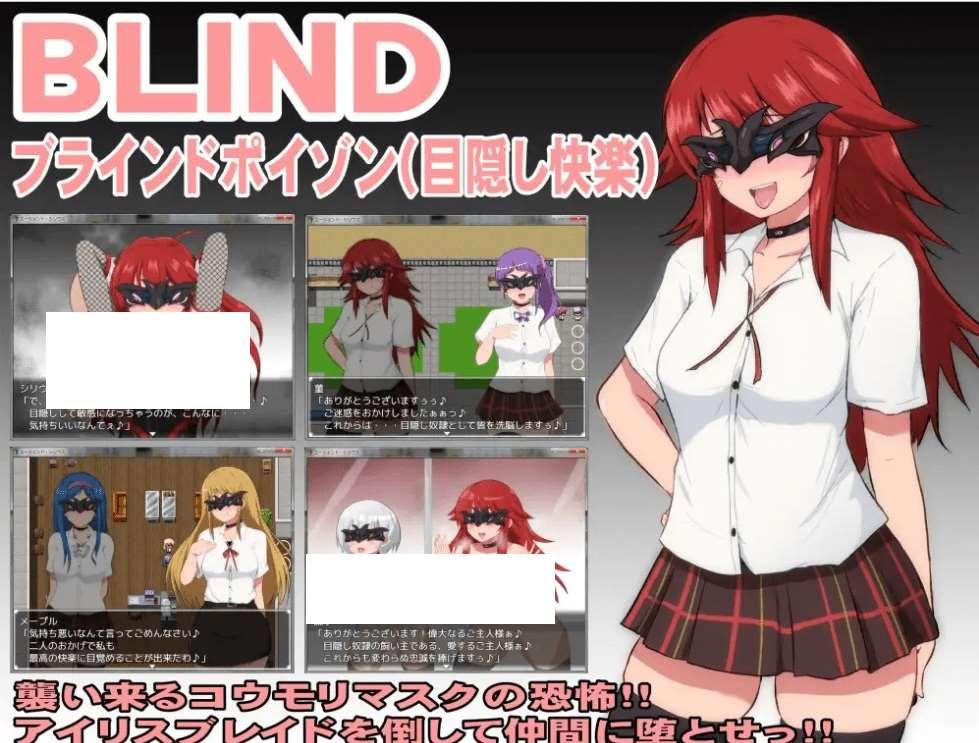 BLIND
ブラインドポイゾン(目隠し快楽)
シリウ
「で、 ♪
目隠しして敏感になっちゃうのが、こんなに・・・
気持ちいいなんてぇ♪」
菫
「ありがとうございますぅぅ♪
ご迷惑をおかけしましたぁぁっ♪
これからは・・・目隠し奴隷として皆を洗脳しますぅ♪」
メープル
「気持ち悪いなんて言ってごめんなさい♪
二人のおかげで私も
最高の快楽に目覚めることが出来たわ♪」
「ありがとうございます！偉大なるご主人様ぁ♪
目隠し奴隷の飼い主である、愛するご主人様ぁ♪
これからも変わらぬ忠誠を捧げますぅ♪」
襲い来るコウモリマスクの恐怖!!
アイリスブレイドを倒して仲間に堕とせっ!!